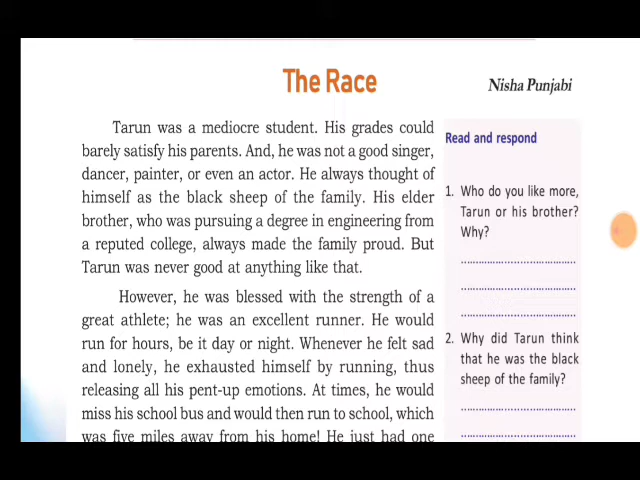 The Race
Nisha Punjabi
Tarun was a mediocre student. His grades could
barely satisfy his parents. And, he was not a good singer,
dancer, painter, or even an actor. He always thought of
himself as the black sheep of the family. His elder
brother, who was pursuing a degree in engineering from
a reputed college, always made the family proud. But
Tarun was never good at anything like that.
However, he was blessed with the strength of a
great athlete; he was an excellent runner. He would
run for hours, be it day or night. Whenever he felt sad
and lonely, he exhausted himself by running, thus
releasing all his pent-up emotions. At times, he would
miss his school bus and would then run to school, which
was five miles away from his home! He just had one
Read and respond
1. Who do you like more,
Tarun or his brother?
Why?
2. Why did Tarun think
that he was the black
sheep of the family?